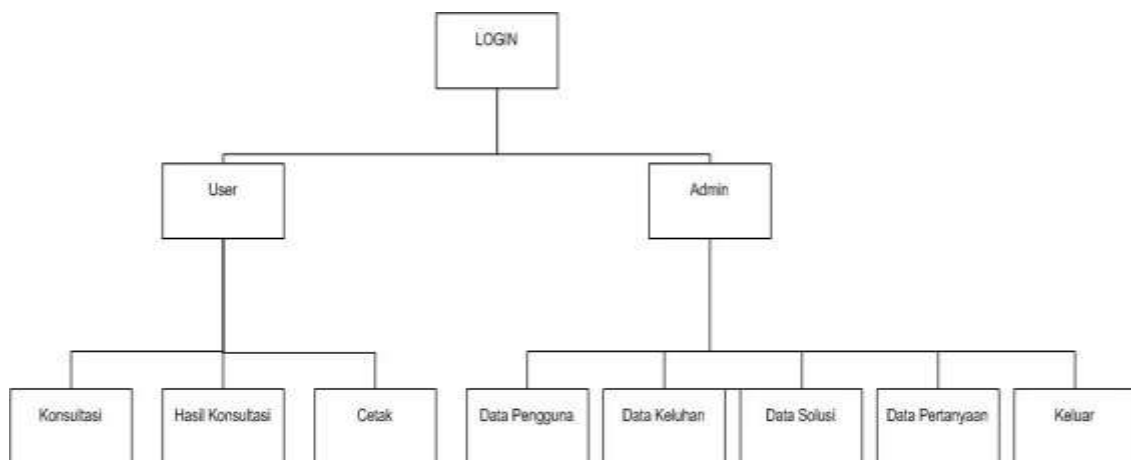 LOGIN
User
Admin
Konsultasi
Hasil Konsultasi
Cetak
Data Pengguna
Data Keluhan
Data Solusi
Data Pertanyaan
Keluar